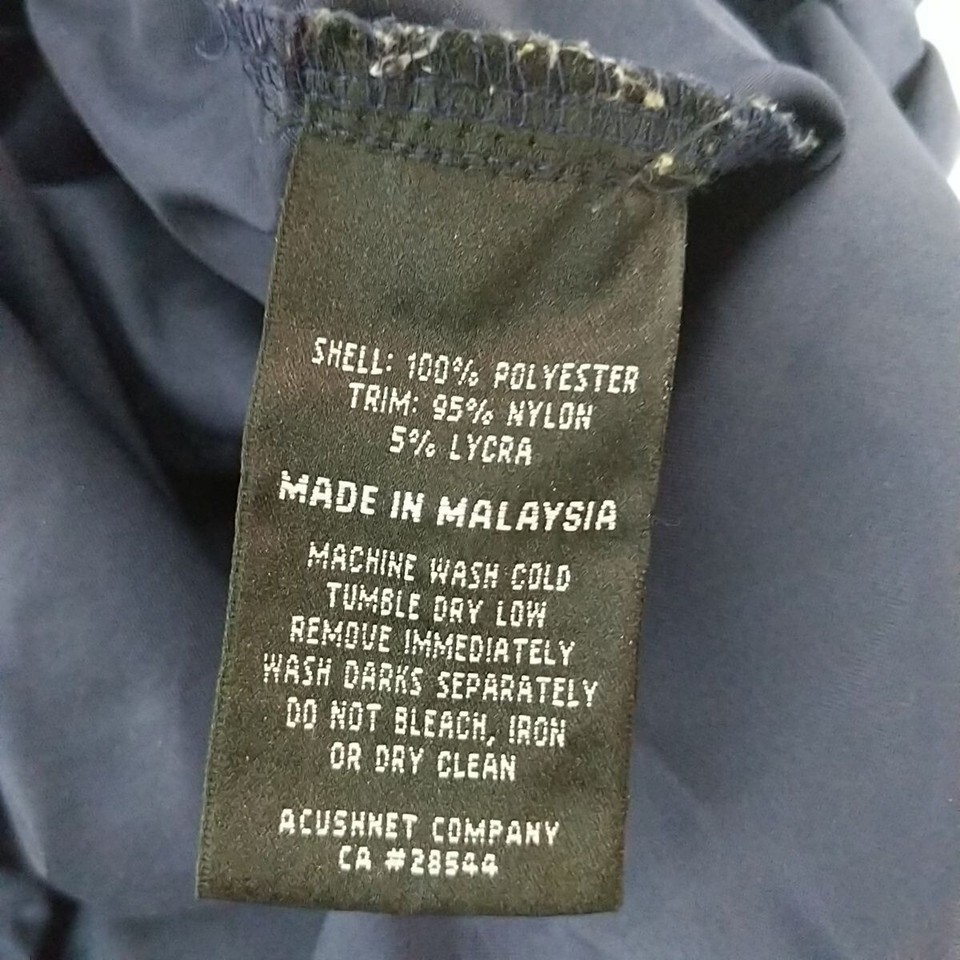 SHELL: 100% POLYESTER
TRIM: 95% NYLON
5% LYCRA
MADE IN MALAYSIA
MACHINE WASH COLD
TUMBLE DRY LOW
REMOVE IMMEDIATELY
WASH DARKS SEPARATELY
DO NOT BLEACH, IRON
OR DRY CLEAN
ACUSHNET COMPANY
CA #28544